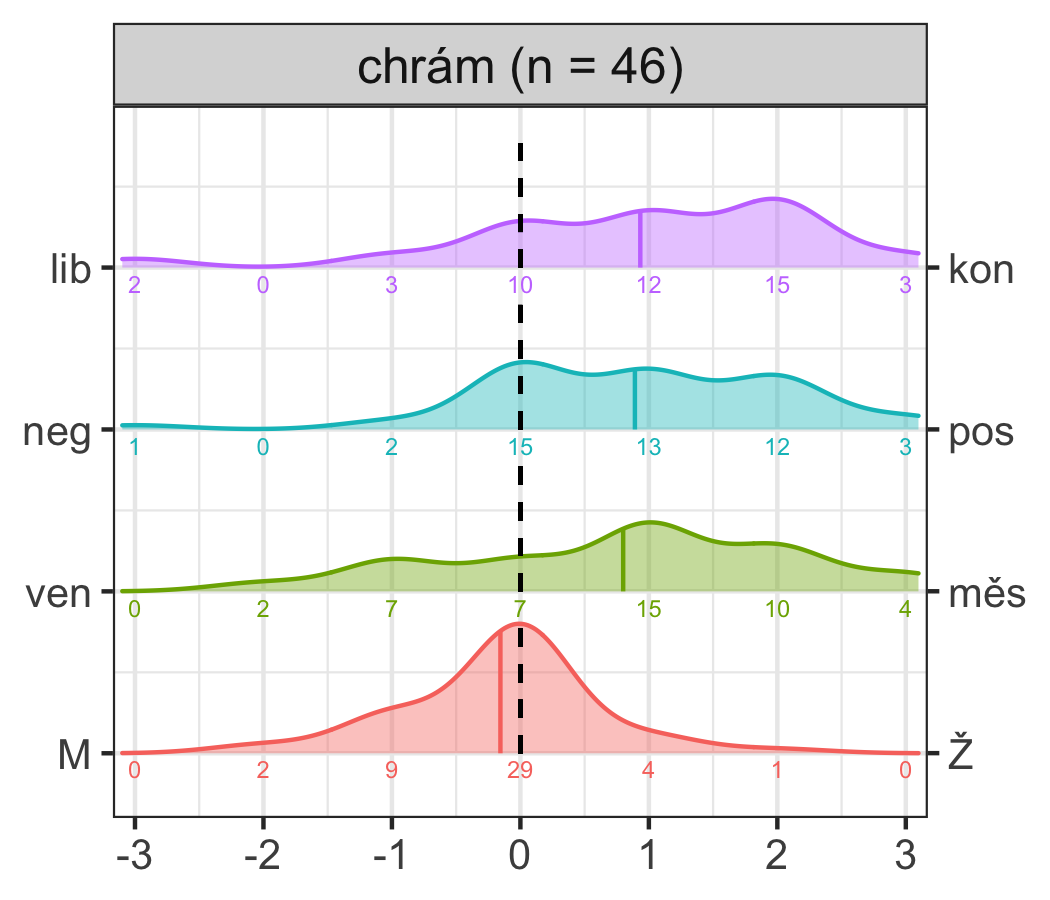 chrám (n = 46)
lib kon
2 0 3 10 12 15 3
neg pos
1 0 2 15 13 12 3
ven měs
0 2 7 7 15 10 4
M Ž
0 2 9 29 4 1 0
-3 -2 -1 0 1 2 3